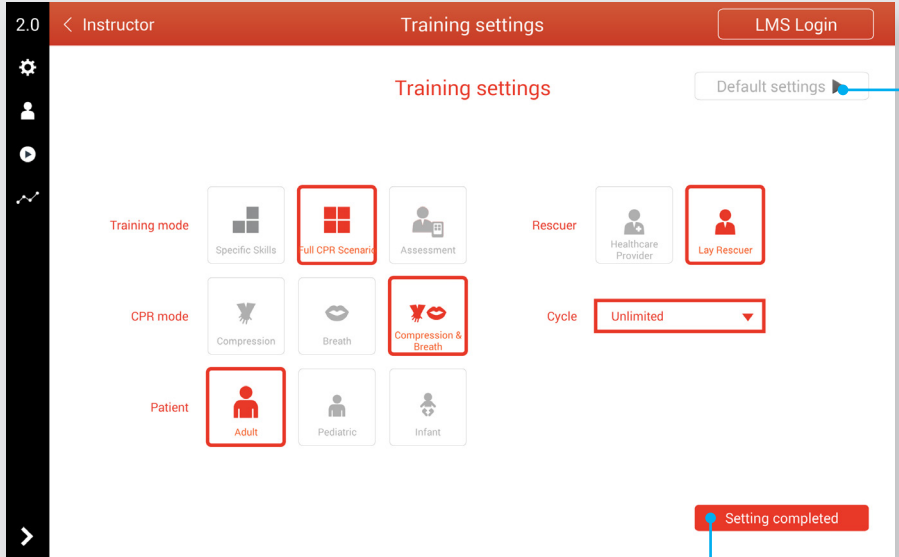 2.0
< Instructor
Training settings
LMS Login
Training settings
Default settings
Training mode
Specific Skills
Full CPR Scenario
Assessment
Rescuer
Healthcare
Provider
Lay Rescuer
CPR mode
Compression
Breath
Compression &
Breath
Cycle
Unlimited
Patient
Adult
Pediatric
Infant
Setting completed